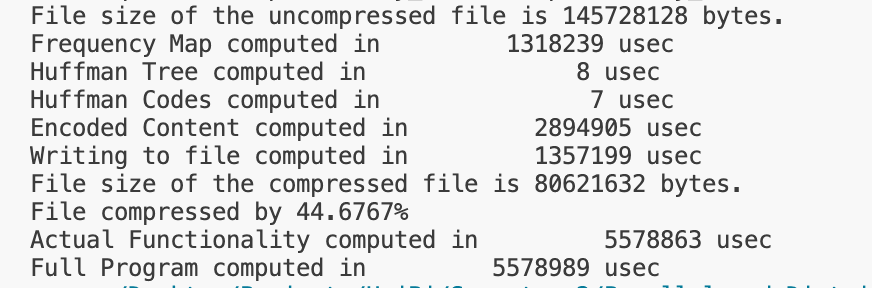 File size of the uncompressed file is 145728128 bytes.
Frequency Map computed in 1318239 usec
Huffman Tree computed in 8 usec
Huffman Codes computed in 7 usec
Encoded Content computed in 2894905 usec
Writing to file computed in 1357199 usec
File size of the compressed file is 80621632 bytes.
File compressed by 44.6767%
Actual Functionality computed in 5578863 usec
Full Program computed in 5578989 usec